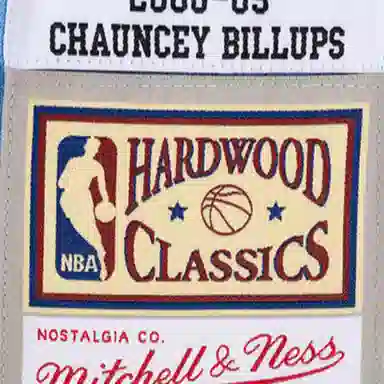 CHAUNCEY BILLUPS
HARDWOOD
NBA
CLASSICS
NOSTALGIA CO.
Mitchell & Ness